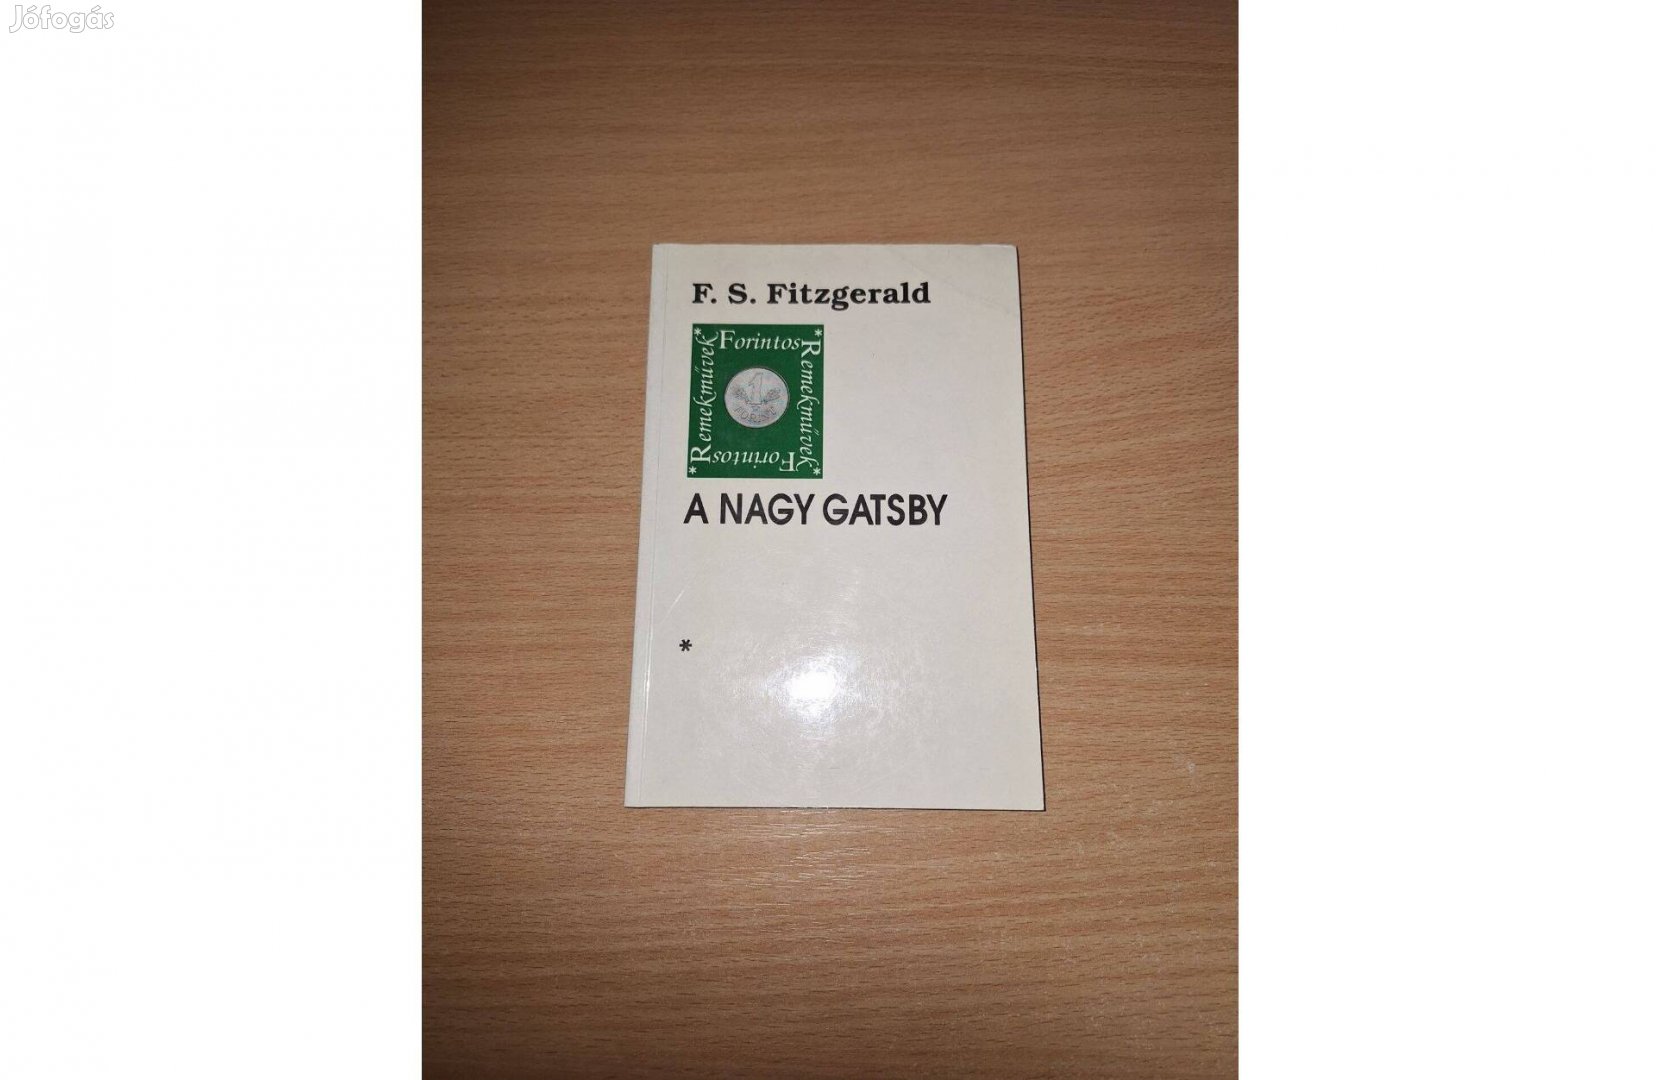 Jófogás
F. S. Fitzgerald
*Forintos
*Remekművek
*Forintos
*Remekművek
1
FORINT
A NAGY GATSBY
*